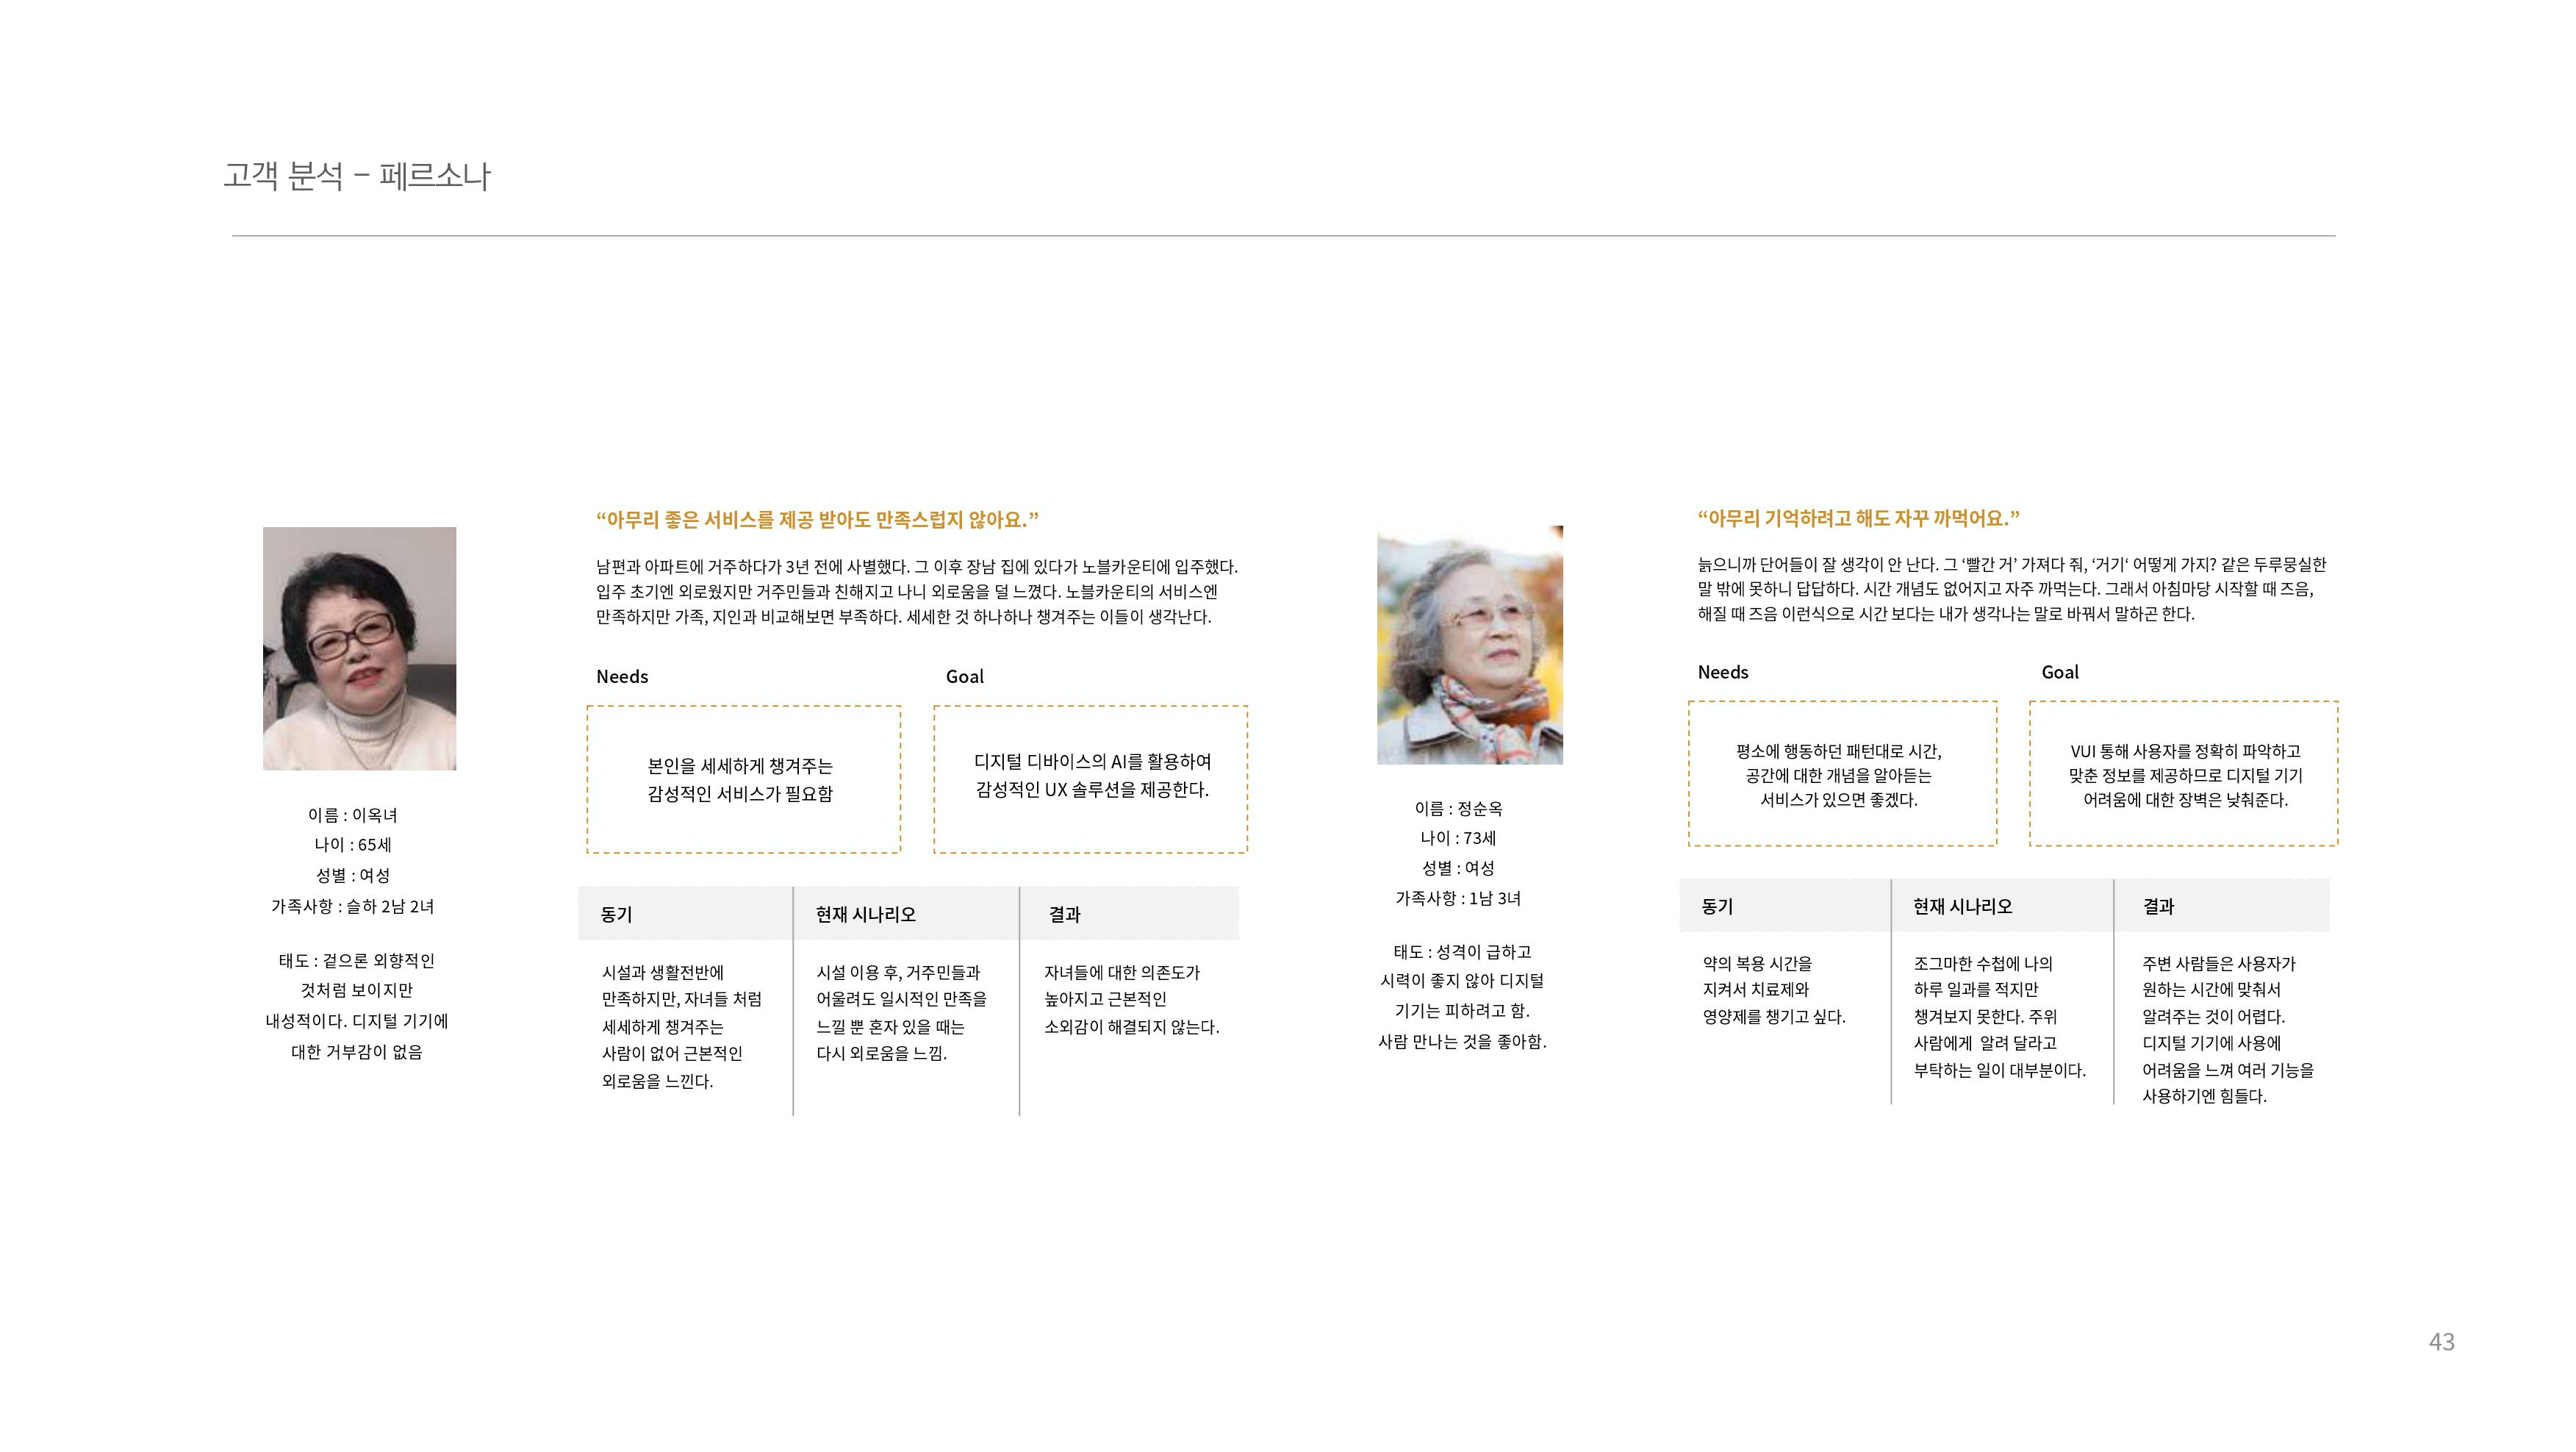 고객 분석 – 페르소나
이름 : 이옥녀
나이 : 65세
성별 : 여성
가족사항 : 슬하 2남 2녀
태도 : 겉으론 외향적인
것처럼 보이지만
내성적이다. 디지털 기기에
대한 거부감이 없음
“아무리 좋은 서비스를 제공 받아도 만족스럽지 않아요.”
남편과 아파트에 거주하다가 3년 전에 사별했다. 그 이후 장남 집에 있다가 노블카운티에 입주했다.
입주 초기엔 외로웠지만 거주민들과 친해지고 나니 외로움을 덜 느꼈다. 노블카운티의 서비스엔
만족하지만 가족, 지인과 비교해보면 부족하다. 세세한 것 하나하나 챙겨주는 이들이 생각난다.
Needs
본인을 세세하게 챙겨주는
감성적인 서비스가 필요함
Goal
디지털 디바이스의 AI를 활용하여
감성적인 UX 솔루션을 제공한다.
동기
시설과 생활전반에
만족하지만, 자녀들 처럼
세세하게 챙겨주는
사람이 없어 근본적인
외로움을 느낀다.
현재 시나리오
시설 이용 후, 거주민들과
어울려도 일시적인 만족을
느낄 뿐 혼자 있을 때는
다시 외로움을 느낌.
결과
자녀들에 대한 의존도가
높아지고 근본적인
소외감이 해결되지 않는다.
이름 : 정순옥
나이 : 73세
성별 : 여성
가족사항 : 1남 3녀
태도 : 성격이 급하고
시력이 좋지 않아 디지털
기기는 피하려고 함.
사람 만나는 것을 좋아함.
“아무리 기억하려고 해도 자꾸 까먹어요.”
늙으니까 단어들이 잘 생각이 안 난다. 그 ‘빨간 거’ 가져다 줘, ‘거기‘ 어떻게 가지? 같은 두루뭉실한
말 밖에 못하니 답답하다. 시간 개념도 없어지고 자주 까먹는다. 그래서 아침마당 시작할 때 즈음,
해질 때 즈음 이런식으로 시간 보다는 내가 생각나는 말로 바꿔서 말하곤 한다.
Needs
평소에 행동하던 패턴대로 시간,
공간에 대한 개념을 알아듣는
서비스가 있으면 좋겠다.
Goal
VUI 통해 사용자를 정확히 파악하고
맞춘 정보를 제공하므로 디지털 기기
어려움에 대한 장벽은 낮춰준다.
동기
약의 복용 시간을
지켜서 치료제와
영양제를 챙기고 싶다.
현재 시나리오
조그마한 수첩에 나의
하루 일과를 적지만
챙겨보지 못한다. 주위
사람에게 알려 달라고
부탁하는 일이 대부분이다.
결과
주변 사람들은 사용자가
원하는 시간에 맞춰서
알려주는 것이 어렵다.
디지털 기기에 사용에
어려움을 느껴 여러 기능을
사용하기엔 힘들다.
43